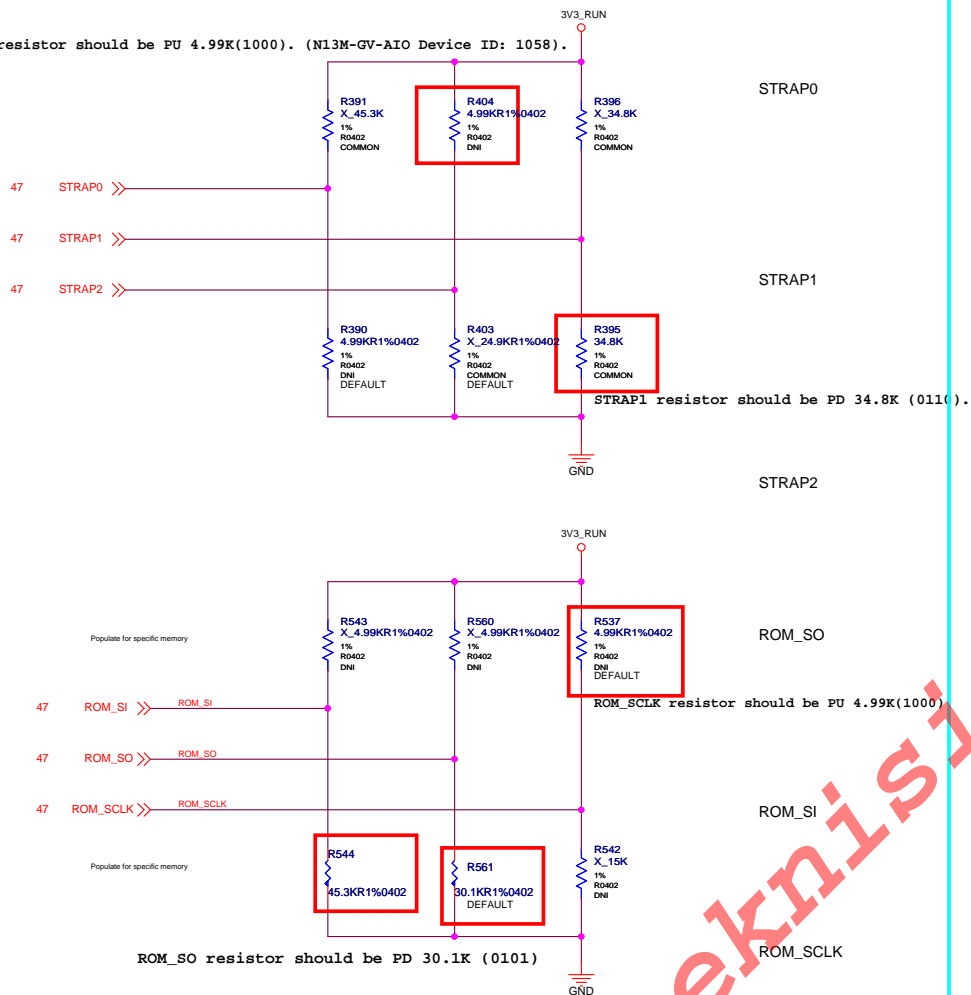 3V3_RUN
resistor should be PU 4.99K(1000). (N13M-GV-AIO Device ID: 1058).
STRAP0
R391
X_45.3K
1%
R0402
COMMON
R404
4.99KR1%0402
1%
R0402
DNI
R396
X_34.8K
1%
R0402
COMMON
47 STRAP0
47 STRAP1
47 STRAP2
STRAP1
R390
4.99KR1%0402
1%
R0402
DNI
DEFAULT
R403
X_24.9KR1%0402
1%
R0402
COMMON
DEFAULT
R395
34.8K
1%
R0402
COMMON
STRAP1 resistor should be PD 34.8K (0110).
GND
STRAP2
3V3_RUN
Populate for specific memory
R543
X_4.99KR1%0402
1%
R0402
DNI
R560
X_4.99KR1%0402
1%
R0402
DNI
R537
4.99KR1%0402
1%
R0402
DNI
DEFAULT
ROM_SO
ROM_SCLK resistor should be PU 4.99K(1000)
47 ROM_SI ROM_SI
47 ROM_SO ROM_SO
47 ROM_SCLK ROM_SCLK
ROM_SI
Populate for specific memory
R544
45.3KR1%0402
R561
30.1KR1%0402
DEFAULT
R542
X_15K
1%
R0402
DNI
ROM_SO resistor should be PD 30.1K (0101)
ROM_SCLK
GND